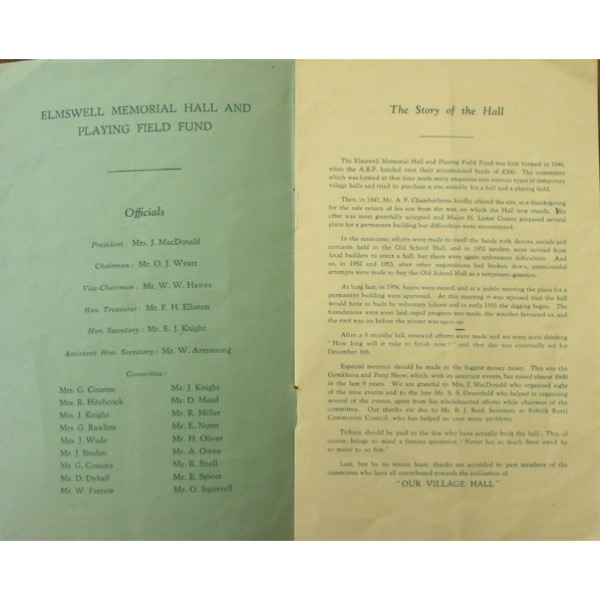 ELMSWELL MEMORIAL HALL AND
PLAYING FIELD FUND
Officials
President : Mrs. J. MacDonald
Chairman : Mr. O. J. Wyatt
Vice-Chairman : Mr. W. W. Hawes
Hon. Treasurer : Mr. F. H. Elliston
Hon. Secretary : Mr. E. J. Knight
Assistant Hon. Secretary : Mr. W. Armstrong
Committee :
Mrs. G. Cousins
Mrs. R. Hitchcock
Mrs. J. Knight
Mrs. G. Rawlins
Mrs. J. Wade
Mr. J. Boulen
Mr. G. Cousins
Mr. D. Dyball
Mr. W. Farrow
Mr. J. Knight
Mr. D. Mead
Mr. R. Miller
Mr. E. Nunn
Mr. H. Oliver
Mr. A. Owen
Mr. R. Snell
Mr. E. Spicer
Mr. O. Squirrell
The Story of the Hall
The Elmswell Memorial Hall and Playing Field Fund was first formed in 1946,
when the A.R.P. handed over their accumulated funds of £300. The committee
which was formed at that time made many enquiries into various types of temporary
village halls and tried to purchase a site suitable for a hall and a playing field.
Then, in 1947, Mr. A. F. Chamberlayne kindly offered the site, as a thanksgiving
for the safe return of his son from the war, on which the Hall now stands. His
offer was most gratefully accepted and Major H. Lister Coates prepared several
plans for a permanent building but difficulties were encountered.
In the meantime, efforts were made to swell the funds with dances, socials and
concerts held in the Old School Hall, and in 1951 tenders were invited from
local builders to erect a hall, but there were again unforeseen difficulties. And
so, in 1952 and 1953, after other negotiations had broken down, unsuccessful
attempts were made to buy the Old School Hall as a temporary measure.
At long last, in 1954, hopes were raised, and at a public meeting the plans for a
permanent building were approved. At this meeting it was stressed that the hall
would have to built by voluntary labour and in early 1955 the digging began. The
foundations were soon laid, rapid progress was made, the weather favoured us, and
the roof was on before the winter was upon us.
After a 6 months' lull, renewed efforts were made and we were soon thinking
"How long will it take to finish now?" and that day was eventually set for
December 8th.
Especial mention should be made to the biggest money raiser. This was the
Gymkhana and Pony Show, which, with its associate events, has raised almost £600
in the last 9 years. We are grateful to Mrs. J. MacDonald who organised eight
of the nine events and to the late Mr. S. S. Greenfield who helped in organising
several of the events, apart from his wholehearted efforts while chairman of the
committee. Our thanks are due to Mr. R. J. Reid, Secretary to Suffolk Rural
Community Council, who has helped us over many problems.
Tribute should be paid to the few who have actually built the hall. This, of
course, brings to mind a famous quotation "Never has so much been owed by
so many to so few."
Last, but by no means least, thanks are accorded to past members of the
committee who have all contributed towards the realisation of
"OUR VILLAGE HALL"